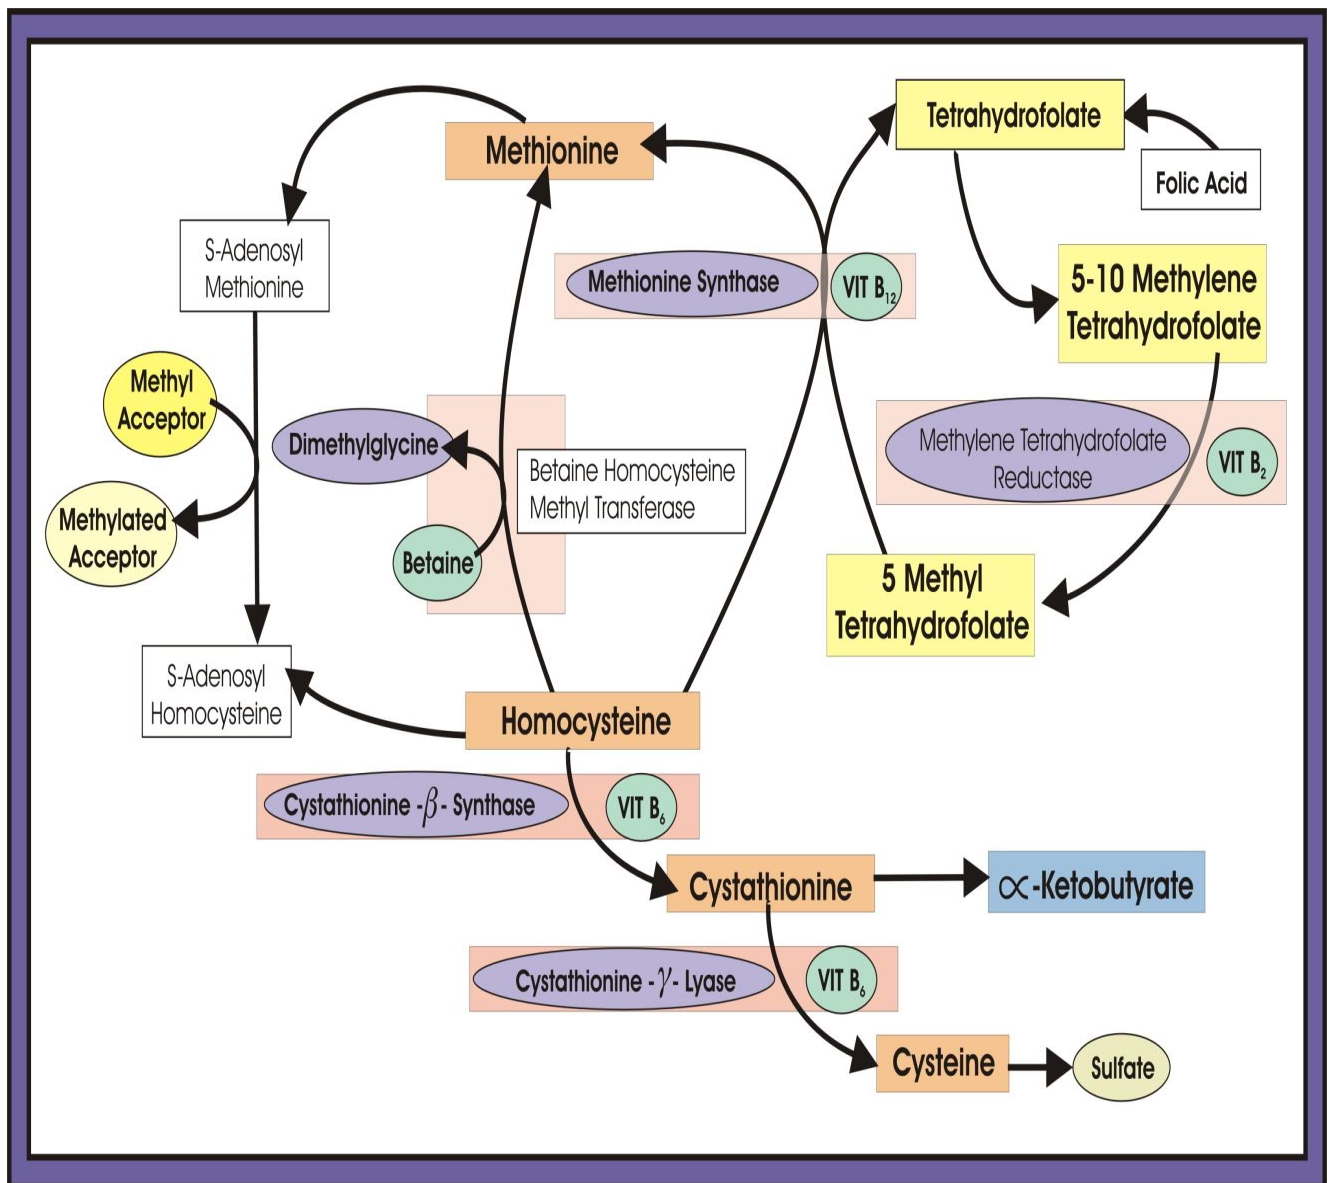 Methionine
Tetrahydrofolate
Folic Acid
S-Adenosyl
Methionine
Methionine Synthase
VIT B₁₂
5-10 Methylene
Tetrahydrofolate
Methyl
Acceptor
Dimethylglycine
Betaine Homocysteine
Methyl Transferase
Methylene Tetrahydrofolate
Reductase
VIT B₂
Methylated
Acceptor
Betaine
5 Methyl
Tetrahydrofolate
S-Adenosyl
Homocysteine
Homocysteine
Cystathionine -β- Synthase
VIT B₆
Cystathionine
∝-Ketobutyrate
Cystathionine -γ- Lyase
VIT B₆
Cysteine
Sulfate